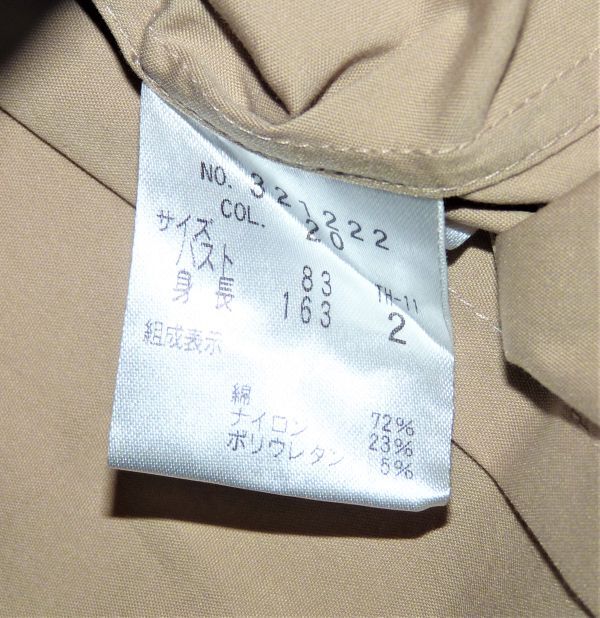 NO. 321222
COL. 20
サイズ
バスト 83 TH-11
身長 163 2
組成表示
綿 72%
ナイロン 23%
ポリウレタン 5%